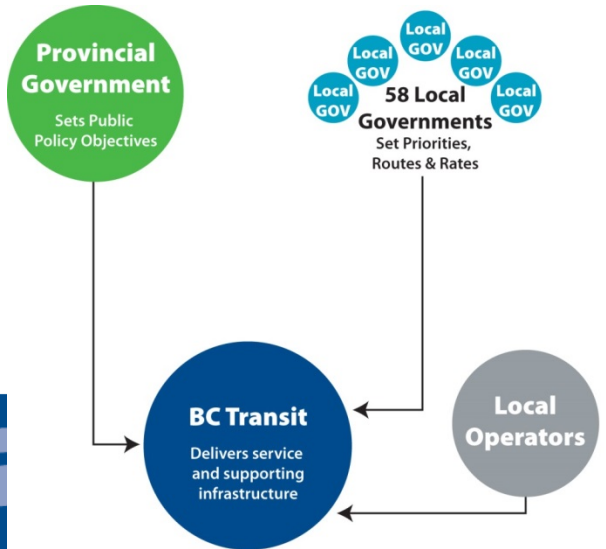 Provincial
Government
Sets Public
Policy Objectives
Local
GOV
Local
GOV
Local
GOV
Local
GOV
Local
GOV
58 Local
Governments
Set Priorities,
Routes & Rates
BC Transit
Delivers service
and supporting
infrastructure
Local
Operators